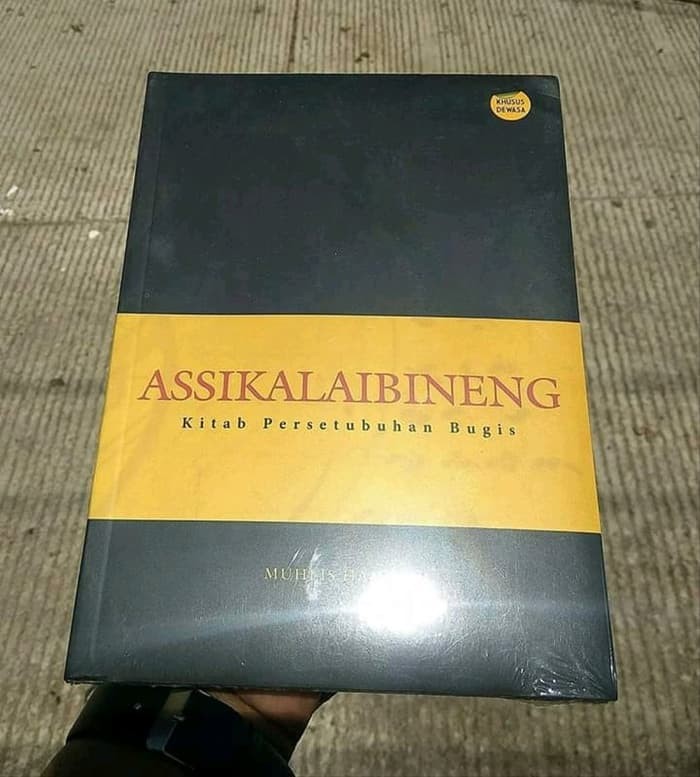 KHUSUS
DEWASA
ASSIKALAIBINENG
Kitab Persetubuhan Bugis